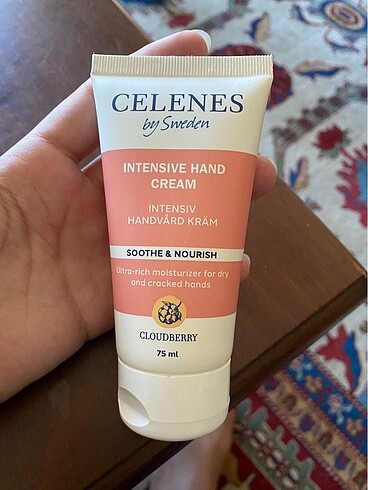 CELENES
by Sweden
INTENSIVE HAND
CREAM
INTENSIV
HANDVÅRD KRÄM
SOOTHE & NOURISH
Ultra-rich moisturizer for dry
and cracked hands
CLOUDBERRY
75 ml